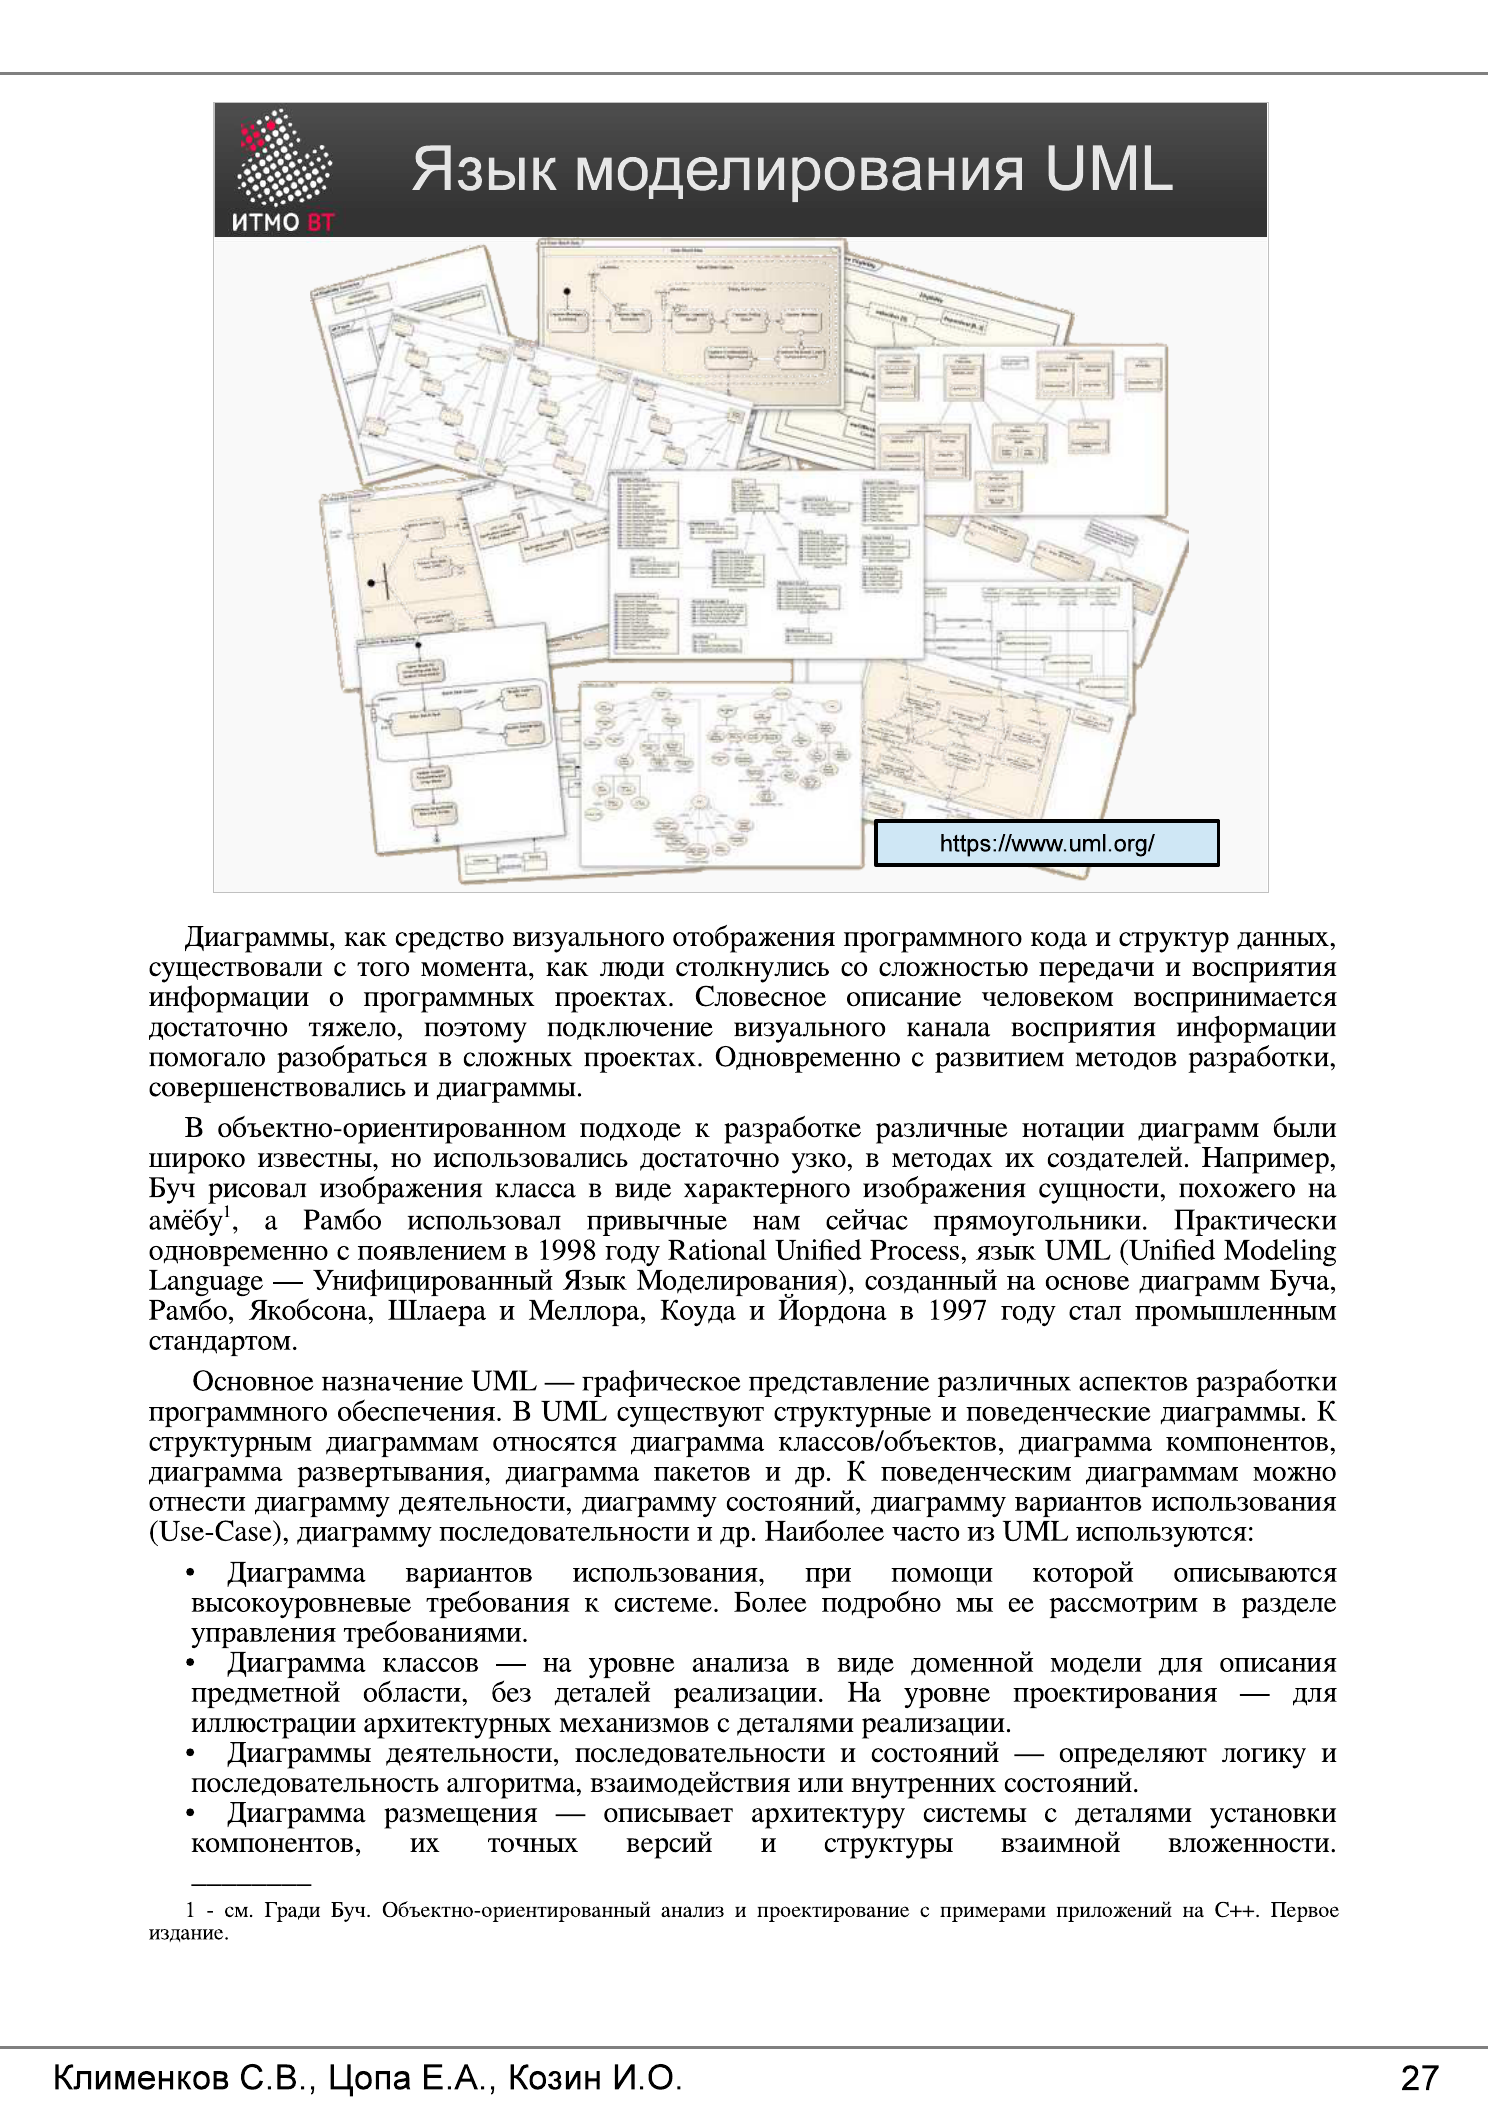 ИТМО ВТ
Язык моделирования UML
https://www.uml.org/
Диаграммы, как средство визуального отображения программного кода и структур данных,
существовали с того момента, как люди столкнулись со сложностью передачи и восприятия
информации о программных проектах. Словесное описание человеком воспринимается
достаточно тяжело, поэтому подключение визуального канала восприятия информации
помогало разобраться в сложных проектах. Одновременно с развитием методов разработки,
совершенствовались и диаграммы.
В объектно-ориентированном подходе к разработке различные нотации диаграмм были
широко известны, но использовались достаточно узко, в методах их создателей. Например,
Буч рисовал изображения класса в виде характерного изображения сущности, похожего на
амёбу1, а Рамбо использовал привычные нам сейчас прямоугольники. Практически
одновременно с появлением в 1998 году Rational Unified Process, язык UML (Unified Modeling
Language — Унифицированный Язык Моделирования), созданный на основе диаграмм Буча,
Рамбо, Якобсона, Шлаера и Меллора, Коуда и Йордона в 1997 году стал промышленным
стандартом.
Основное назначение UML — графическое представление различных аспектов разработки
программного обеспечения. В UML существуют структурные и поведенческие диаграммы. К
структурным диаграммам относятся диаграмма классов/объектов, диаграмма компонентов,
диаграмма развертывания, диаграмма пакетов и др. К поведенческим диаграммам можно
отнести диаграмму деятельности, диаграмму состояний, диаграмму вариантов использования
(Use-Case), диаграмму последовательности и др. Наиболее часто из UML используются:
• Диаграмма вариантов использования, при помощи которой описываются
высокоуровневые требования к системе. Более подробно мы ее рассмотрим в разделе
управления требованиями.
• Диаграмма классов — на уровне анализа в виде доменной модели для описания
предметной области, без деталей реализации. На уровне проектирования — для
иллюстрации архитектурных механизмов с деталями реализации.
• Диаграммы деятельности, последовательности и состояний — определяют логику и
последовательность алгоритма, взаимодействия или внутренних состояний.
• Диаграмма размещения — описывает архитектуру системы с деталями установки
компонентов, их точных версий и структуры взаимной вложенности.
1 - см. Гради Буч. Объектно-ориентированный анализ и проектирование с примерами приложений на С++. Первое
издание.
Клименков С.В., Цопа Е.А., Козин И.О.
27